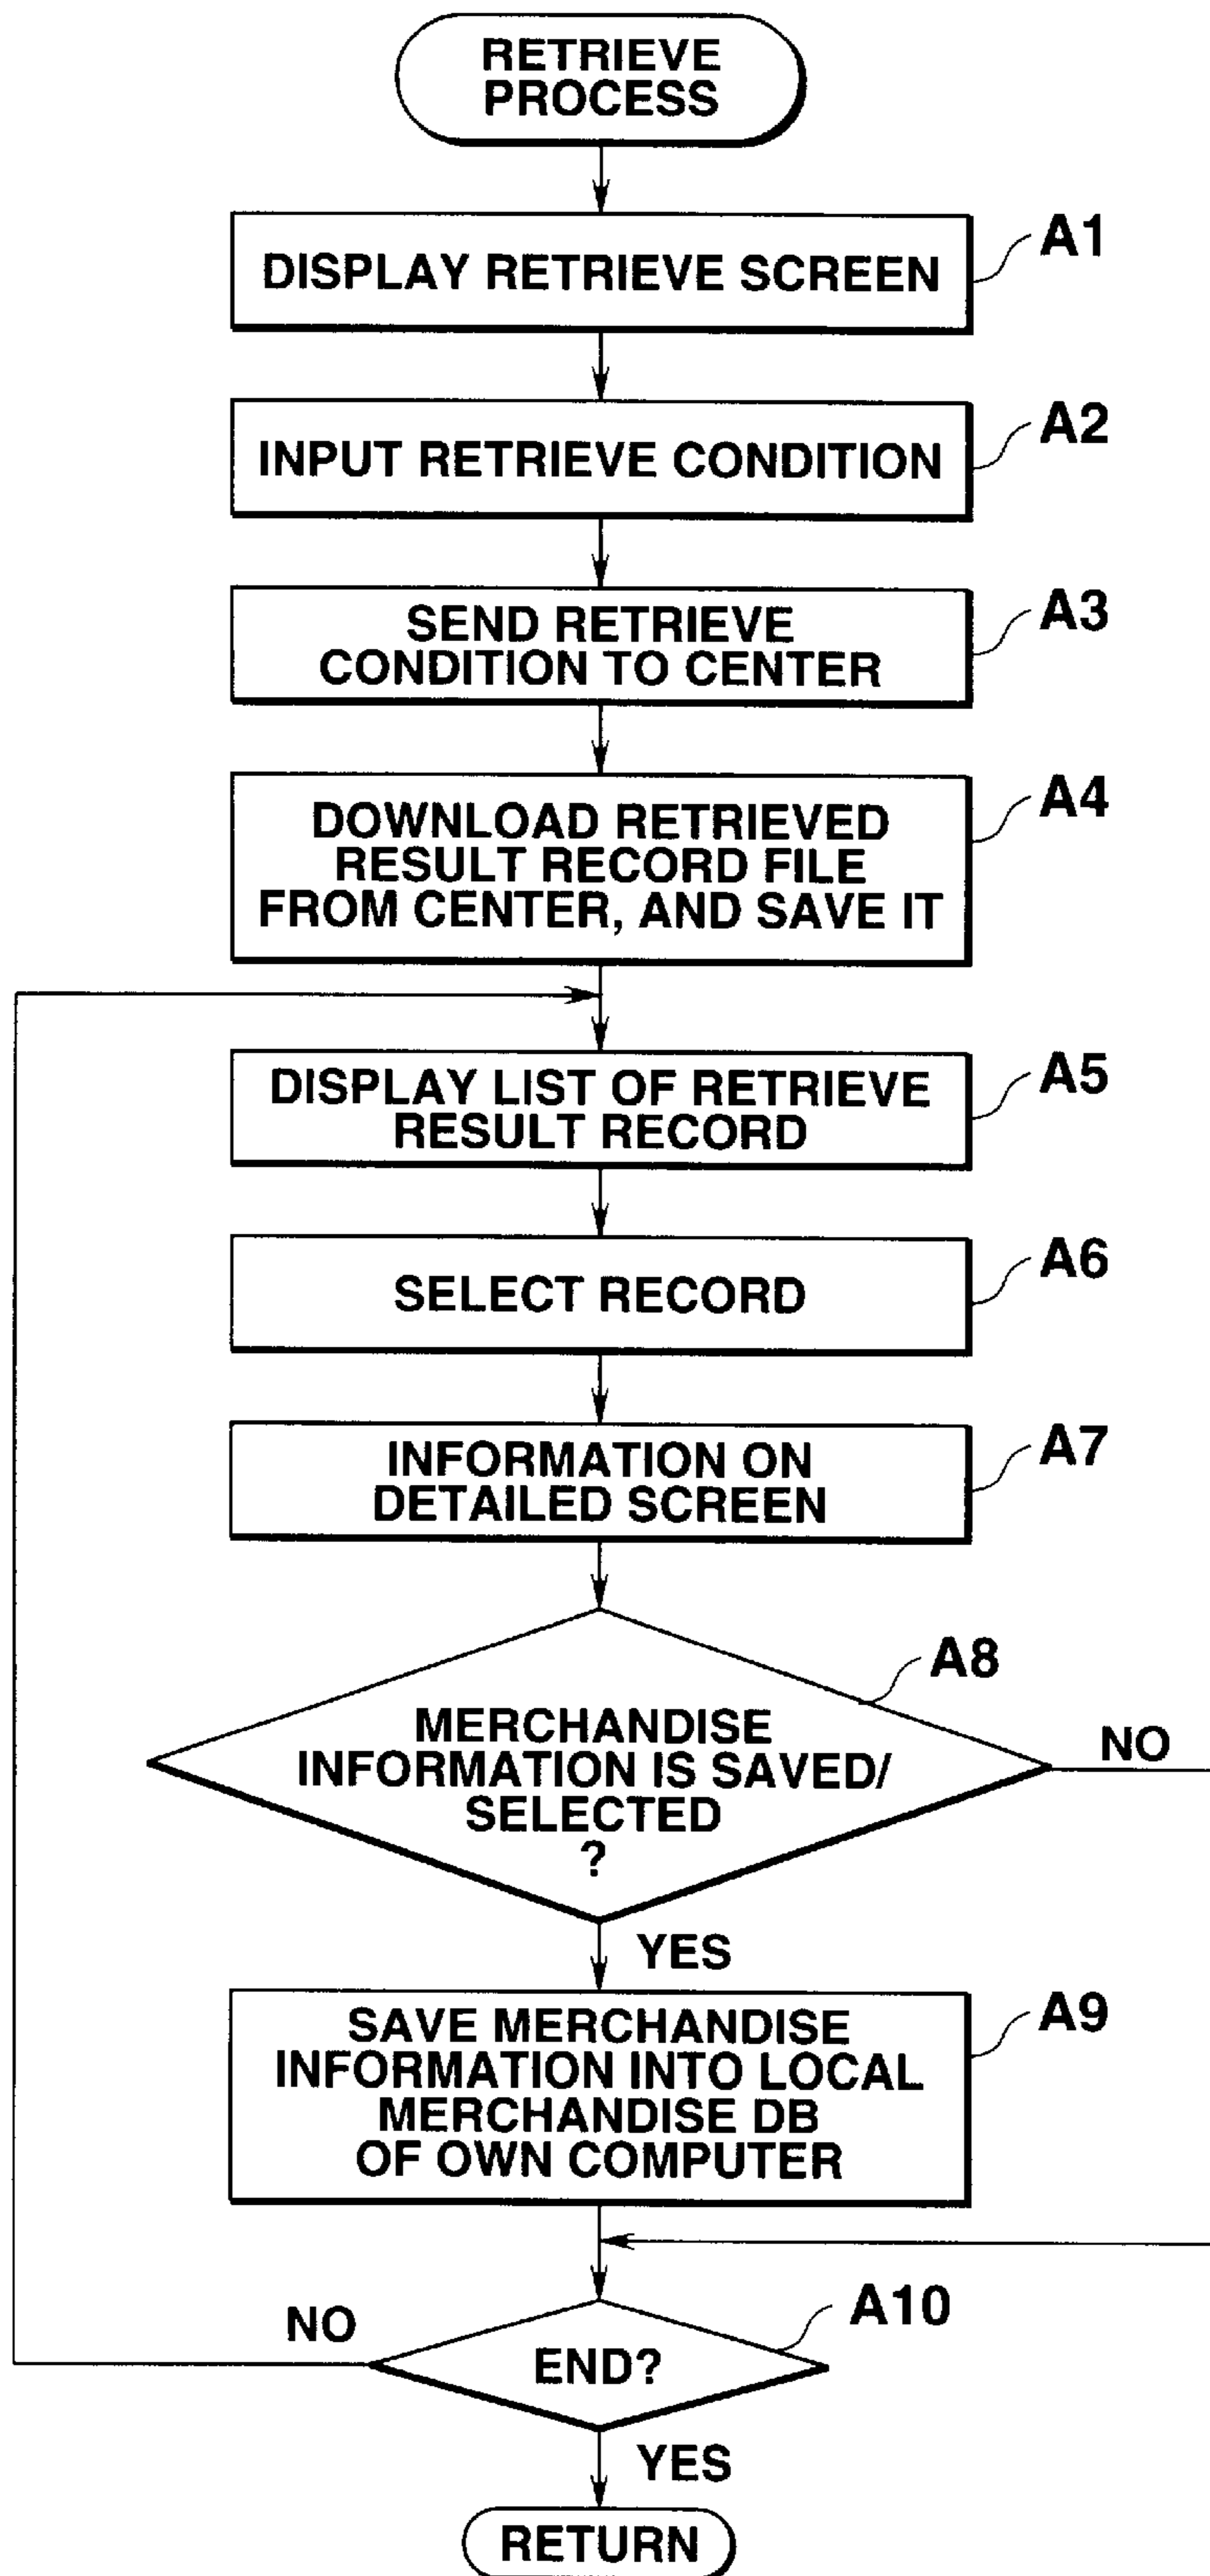 RETRIEVE
PROCESS
A1
DISPLAY RETRIEVE SCREEN
A2
INPUT RETRIEVE CONDITION
A3
SEND RETRIEVE
CONDITION TO CENTER
A4
DOWNLOAD RETRIEVED
RESULT RECORD FILE
FROM CENTER, AND SAVE IT
A5
DISPLAY LIST OF RETRIEVE
RESULT RECORD
A6
SELECT RECORD
A7
INFORMATION ON
DETAILED SCREEN
A8
MERCHANDISE
INFORMATION IS SAVED/
SELECTED
?
NO
YES
A9
SAVE MERCHANDISE
INFORMATION INTO LOCAL
MERCHANDISE DB
OF OWN COMPUTER
A10
NO
END?
YES
RETURN